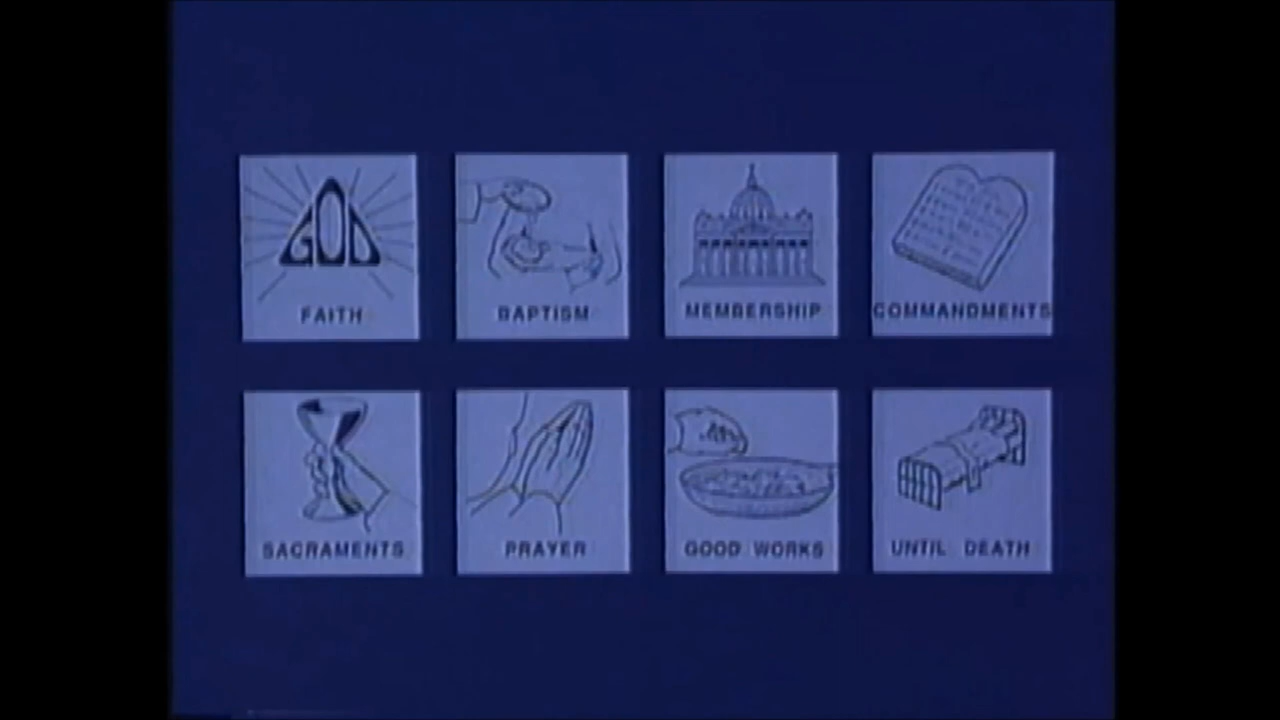 GOD
FAITH
BAPTISM
MEMBERSHIP
COMMANDMENTS
SACRAMENTS
PRAYER
GOOD WORKS
UNTIL DEATH